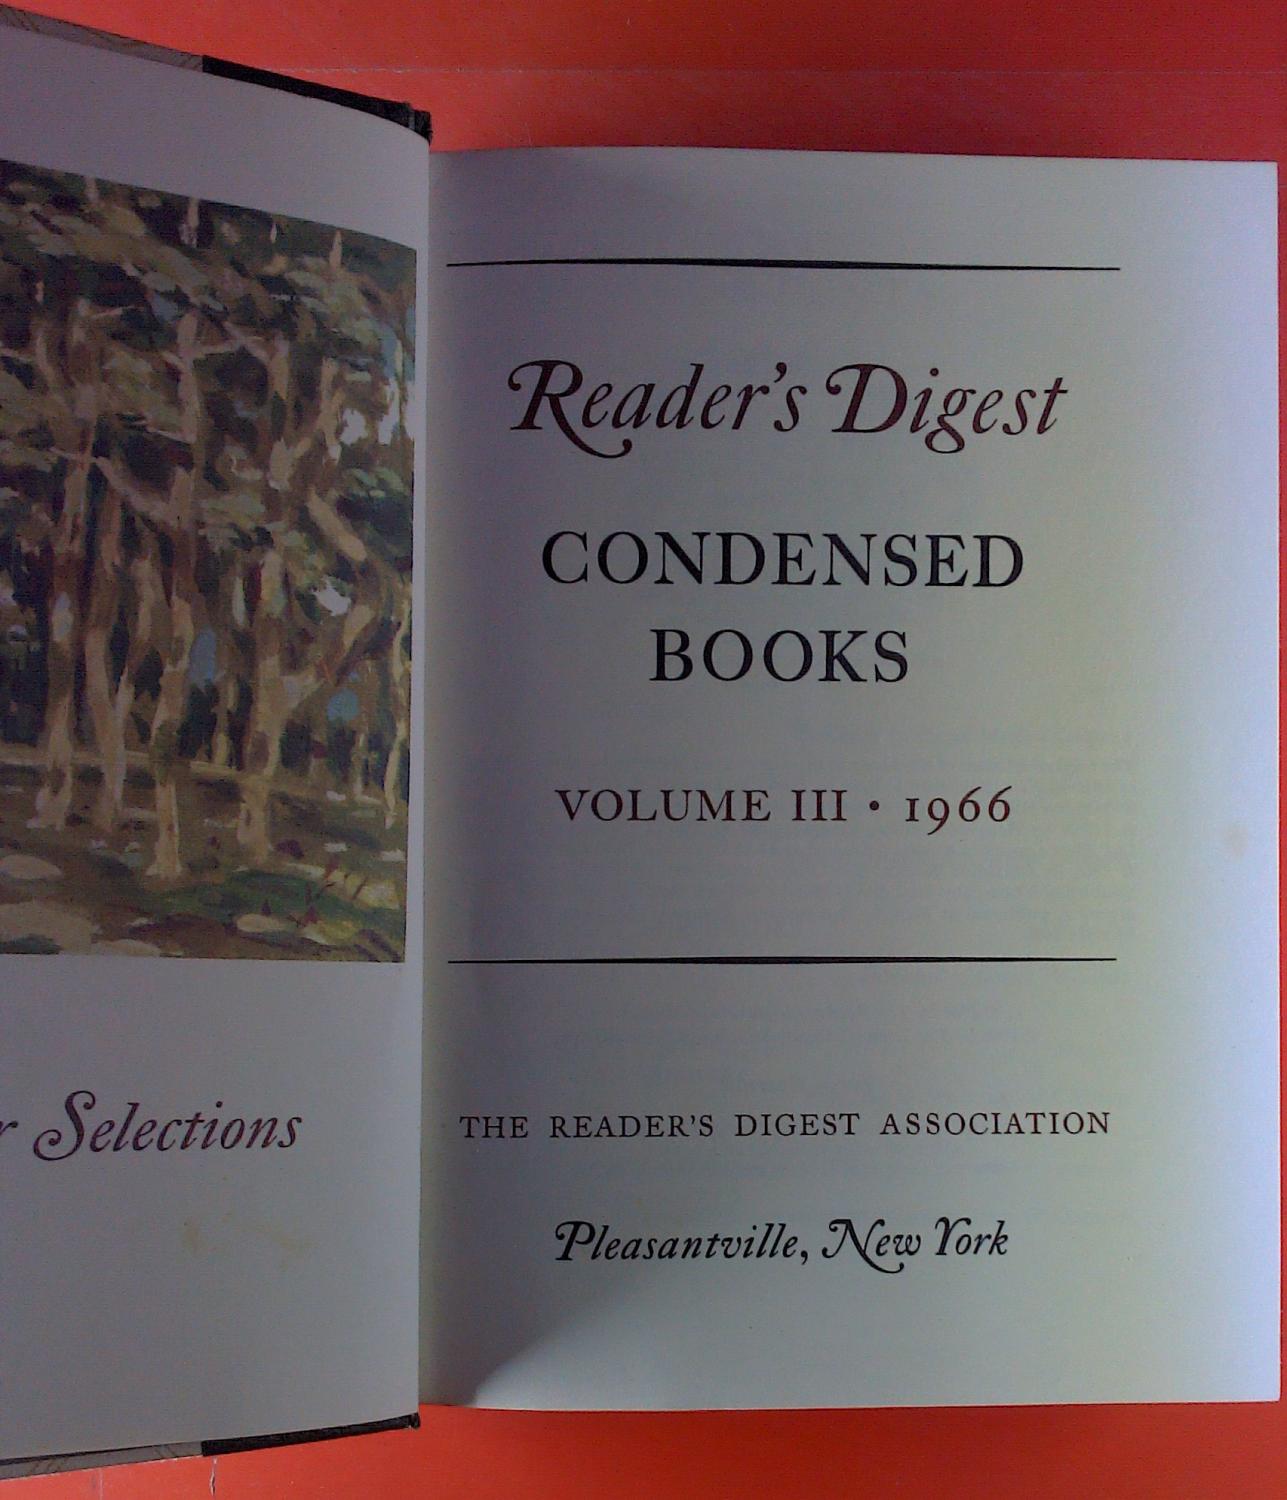 r Selections
Reader's Digest
CONDENSED
BOOKS
VOLUME III • 1966
THE READER'S DIGEST ASSOCIATION
Pleasantville, New York